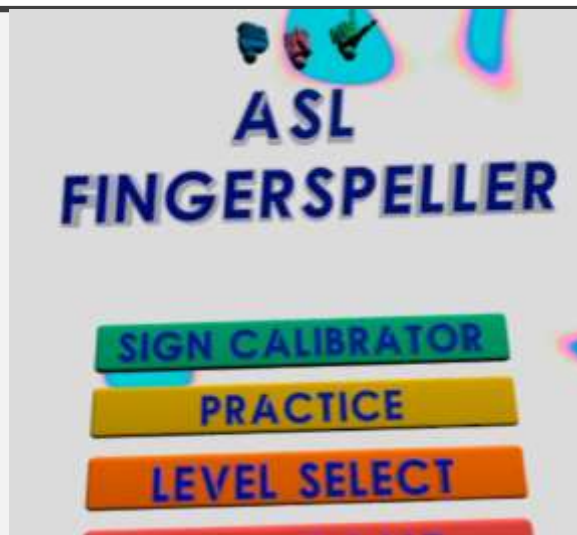 ASL
FINGERSPELLER
SIGN CALIBRATOR
PRACTICE
LEVEL SELECT